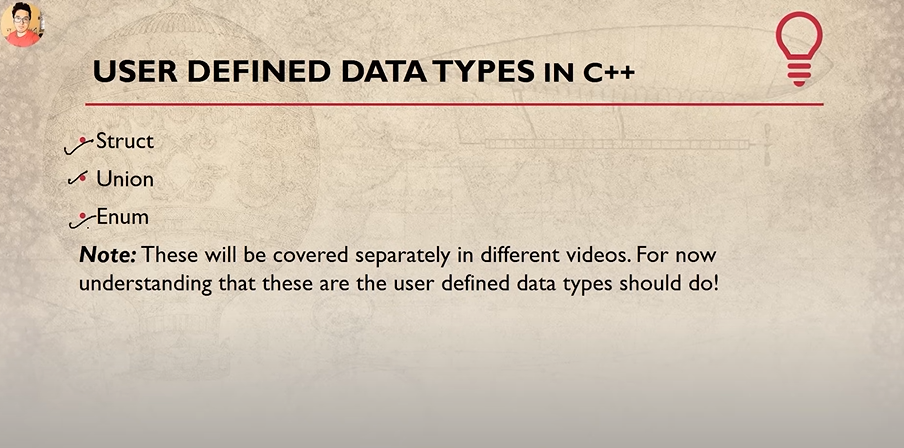 USER DEFINED DATA TYPES IN C++
Struct
Union
Enum
Note: These will be covered separately in different videos. For now
understanding that these are the user defined data types should do!